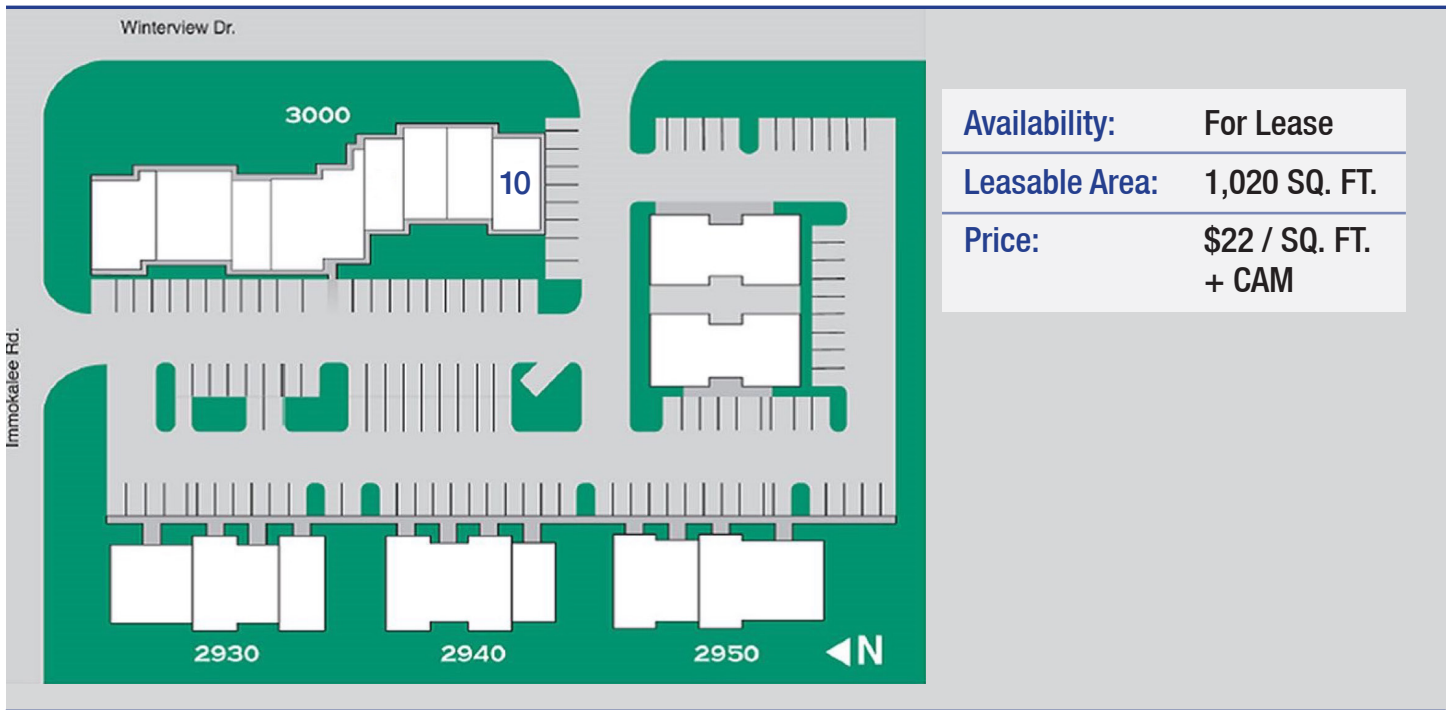 Winterview Dr.
3000
10
Immokalee Rd.
2930
2940
2950
N
Availability: For Lease
Leasable Area: 1,020 SQ. FT.
Price: $22 / SQ. FT.
+ CAM